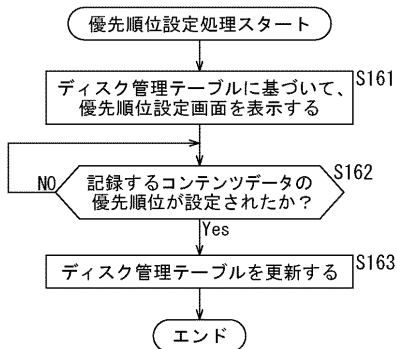 優先順位設定処理スタート
S161
ディスク管理テーブルに基づいて、
優先順位設定画面を表示する
S162
NO
記録するコンテンツデータの
優先順位が設定されたか?
Yes
S163
ディスク管理テーブルを更新する
エンド